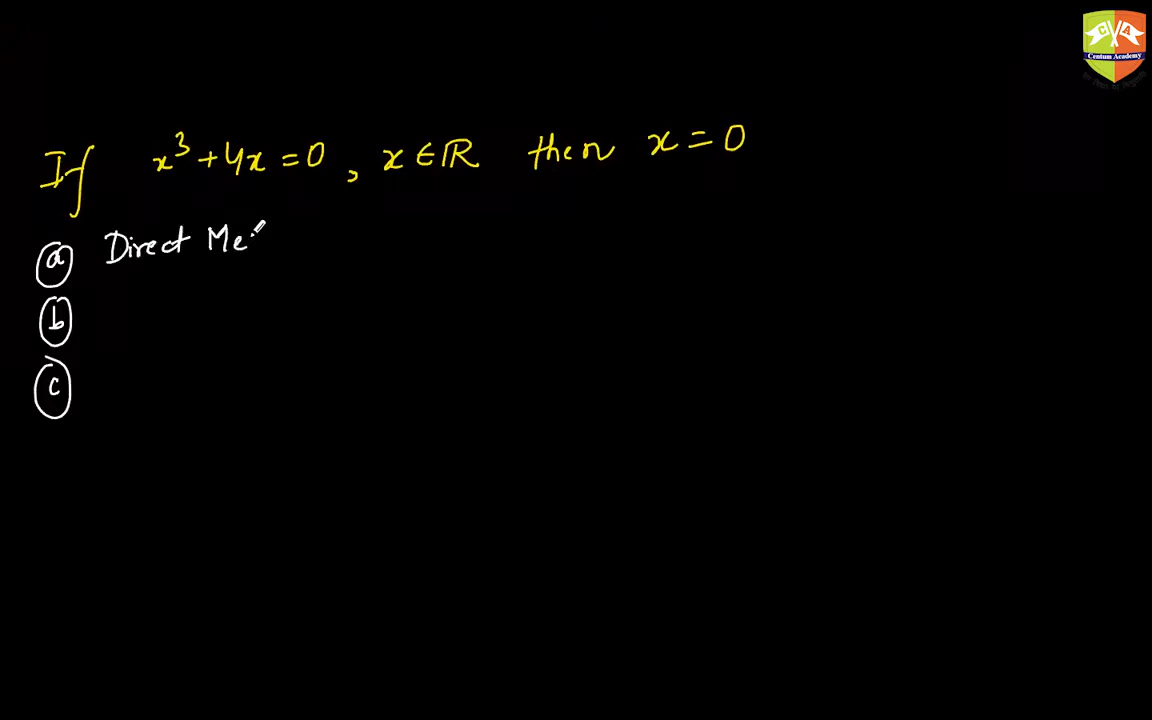 If x³ + 4x = 0, x ∈ ℝ then x = 0
(a) Direct Me
(b)
(c)
C A
Centum Academy